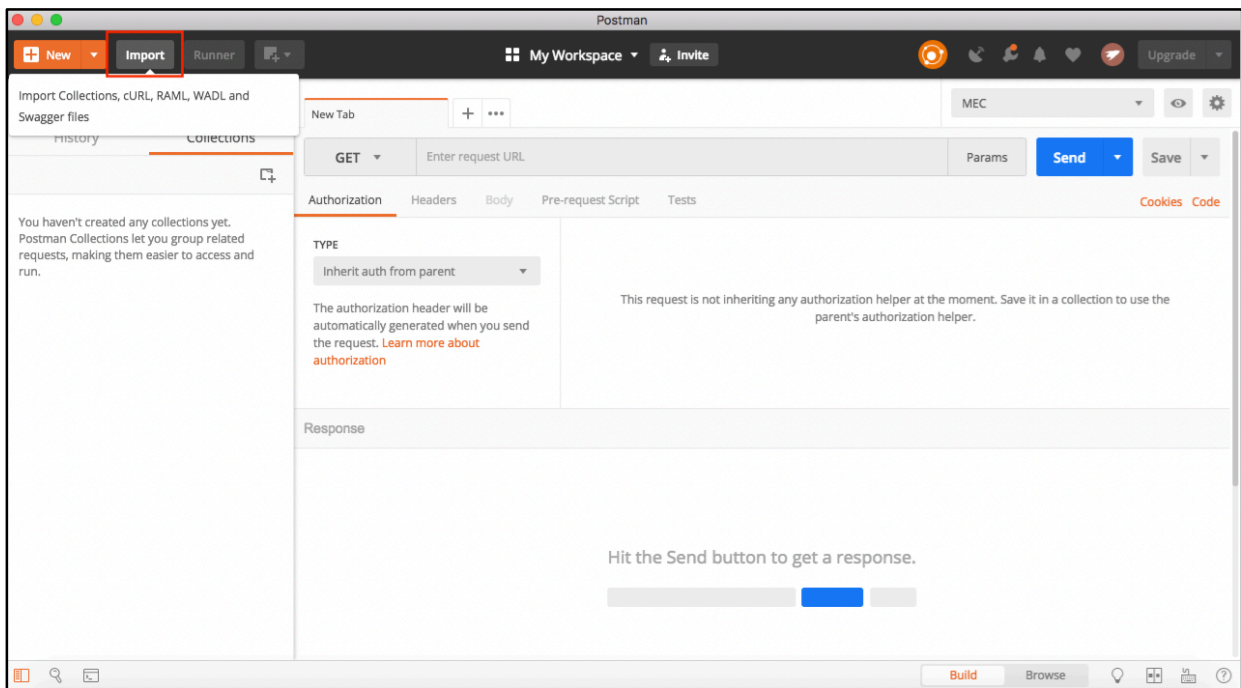 Postman
New
Import
Runner
My Workspace
Invite
Upgrade
Import Collections, cURL, RAML, WADL and
Swagger files
History
Collections
New Tab
MEC
GET
Enter request URL
Params
Send
Save
Authorization
Headers
Body
Pre-request Script
Tests
Cookies
Code
You haven't created any collections yet.
Postman Collections let you group related
requests, making them easier to access and
run.
TYPE
Inherit auth from parent
The authorization header will be
automatically generated when you send
the request. Learn more about
authorization
This request is not inheriting any authorization helper at the moment. Save it in a collection to use the
parent's authorization helper.
Response
Hit the Send button to get a response.
Build
Browse